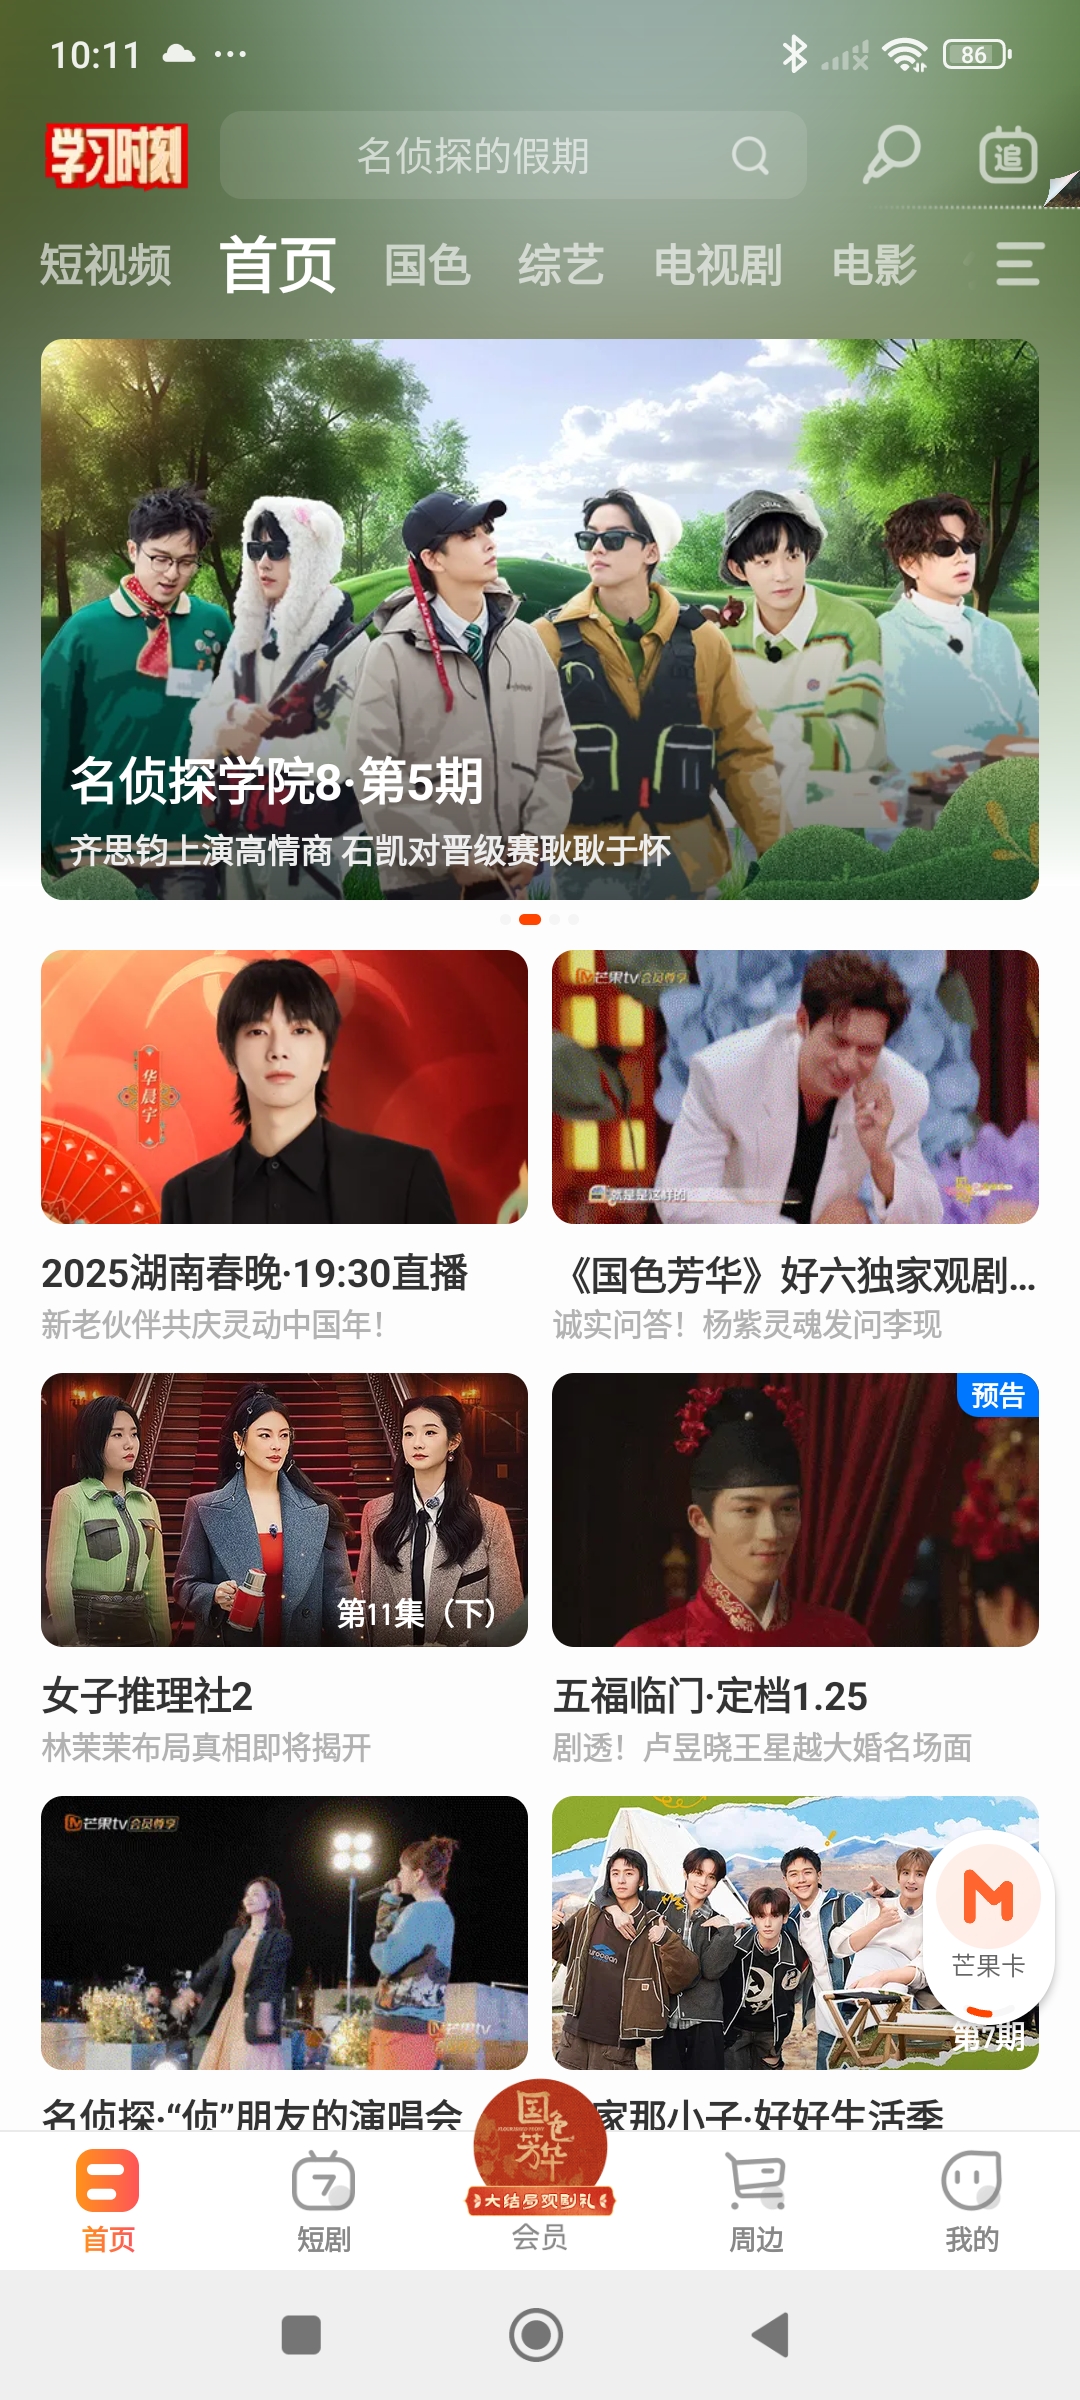 10:11
86
学习时刻
名侦探的假期
追
短视频 首页 国色 综艺 电视剧 电影
名侦探学院8·第5期
齐思钧上演高情商 石凯对晋级赛耿耿于怀
华晨宇
芒果tv会员尊享
就是是这样的
2025湖南春晚·19:30直播
《国色芳华》好六独家观剧...
新老伙伴共庆灵动中国年！
诚实问答！杨紫灵魂发问李现
第11集（下）
预告
女子推理社2
五福临门·定档1.25
林茉茉布局真相即将揭开
剧透！卢昱晓王星越大婚名场面
芒果tv会员尊享
芒果tv
芒果卡
第7期
名侦探·“侦”朋友的演唱会
家那小子·好好生活季
国色芳华
大结局观剧礼
首页
短剧
会员
周边
我的